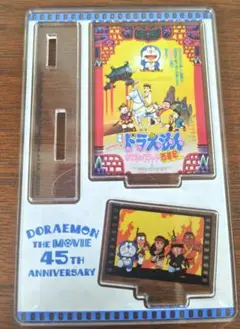 ドラえもん
DORAEMON
THE MOVIE
45TH
ANNIVERSARY